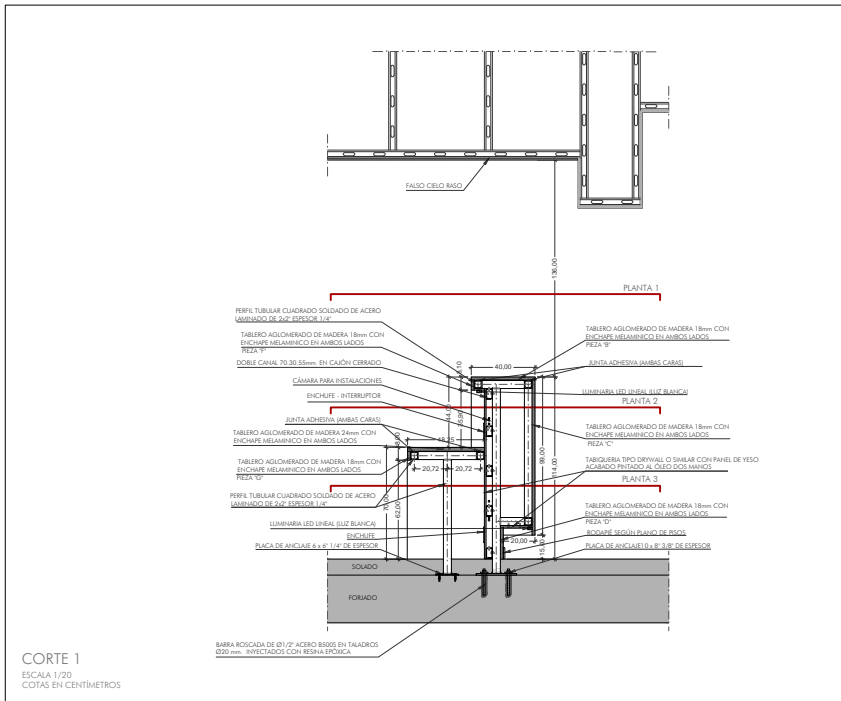 FALSO CIELO RASO
136,00
PLANTA 1
PERFIL TUBULAR CUADRADO SOLDADO DE ACERO
LAMINADO DE 2x2" ESPESOR 1/4"
TABLERO AGLOMERADO DE MADERA 18mm CON
ENCHAPE MELAMINICO EN AMBOS LADOS
PIEZA "F"
DOBLE CANAL 70.30.55mm. EN CAJÓN CERRADO
CÁMARA PARA INSTALACIONES
ENCHUFE - INTERRUPTOR
JUNTA ADHESIVA (AMBAS CARAS)
TABLERO AGLOMERADO DE MADERA 24mm CON
ENCHAPE MELAMINICO EN AMBOS LADOS
TABLERO AGLOMERADO DE MADERA 18mm CON
ENCHAPE MELAMINICO EN AMBOS LADOS
PIEZA "G"
PERFIL TUBULAR CUADRADO SOLDADO DE ACERO
LAMINADO DE 2x2" ESPESOR 1/4"
LUMINARIA LED LINEAL (LUZ BLANCA)
ENCHUFE
PLACA DE ANCLAJE 6 x 6" 1/4" DE ESPESOR
40,00
48,25
20,72
20,72
8,00
70,00
62,00
98,00
114,00
20,00
TABLERO AGLOMERADO DE MADERA 18mm CON
ENCHAPE MELAMINICO EN AMBOS LADOS
PIEZA "B"
JUNTA ADHESIVA (AMBAS CARAS)
LUMINARIA LED LINEAL (LUZ BLANCA)
PLANTA 2
TABLERO AGLOMERADO DE MADERA 18mm CON
ENCHAPE MELAMINICO EN AMBOS LADOS
PIEZA "C"
TABIQUERIA TIPO DRYWALL O SIMILAR CON PANEL DE YESO
ACABADO PINTADO AL ÓLEO DOS MANOS
PLANTA 3
TABLERO AGLOMERADO DE MADERA 18mm CON
ENCHAPE MELAMINICO EN AMBOS LADOS
PIEZA "D"
RODAPIÉ SEGÚN PLANO DE PISOS
PLACA DE ANCLAJE10 x 8" 3/8" DE ESPESOR
SOLADO
FORJADO
BARRA ROSCADA DE Ø1/2" ACERO B500S EN TALADROS
Ø20 mm INYECTADOS CON RESINA EPÓXICA
CORTE 1
ESCALA 1/20
COTAS EN CENTÍMETROS